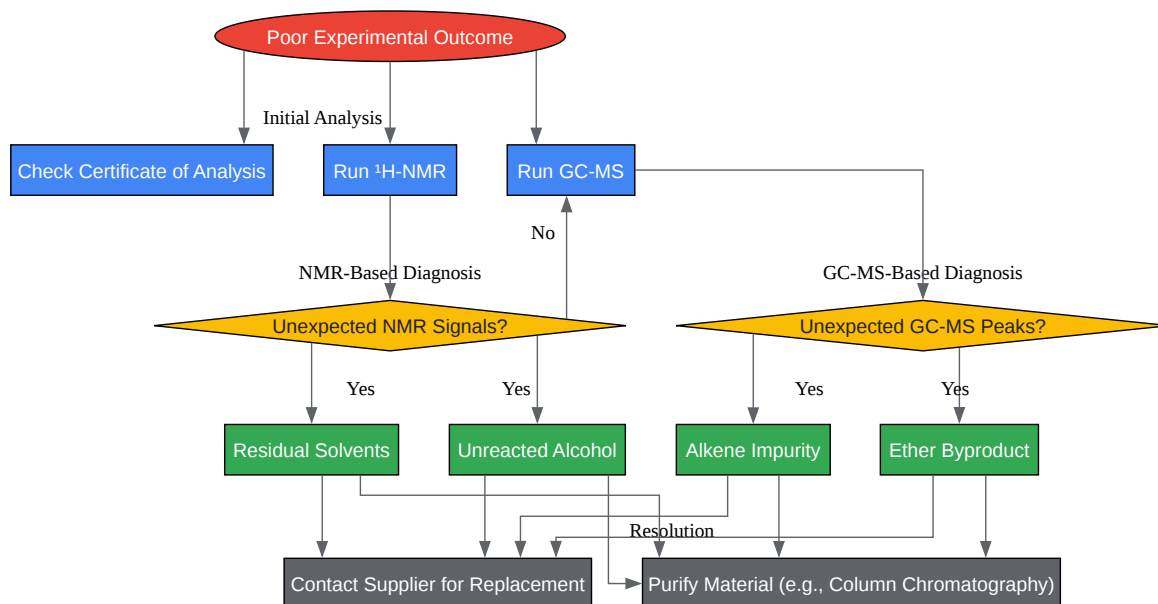 Poor Experimental Outcome
Initial Analysis
Check Certificate of Analysis
Run ¹H-NMR
Run GC-MS
No
NMR-Based Diagnosis
GC-MS-Based Diagnosis
Unexpected NMR Signals?
Unexpected GC-MS Peaks?
Yes
Yes
Yes
Yes
Residual Solvents
Unreacted Alcohol
Alkene Impurity
Ether Byproduct
Resolution
Contact Supplier for Replacement
Purify Material (e.g., Column Chromatography)